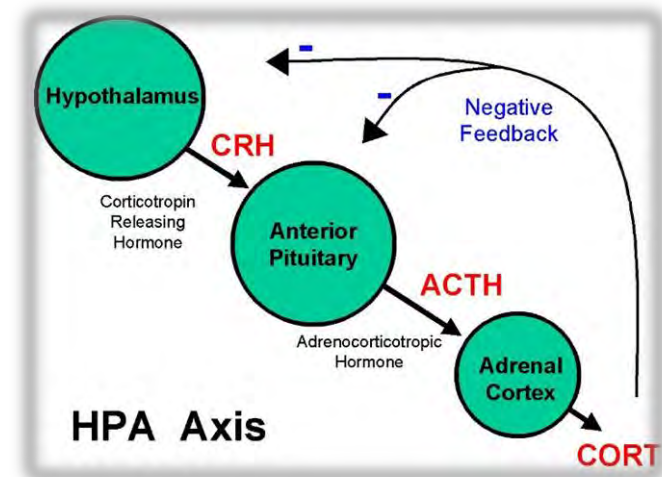 -
Hypothalamus
-
Negative
Feedback
CRH
Corticotropin
Releasing
Hormone
Anterior
Pituitary
ACTH
Adrenocorticotropic
Hormone
Adrenal
Cortex
HPA Axis
CORT